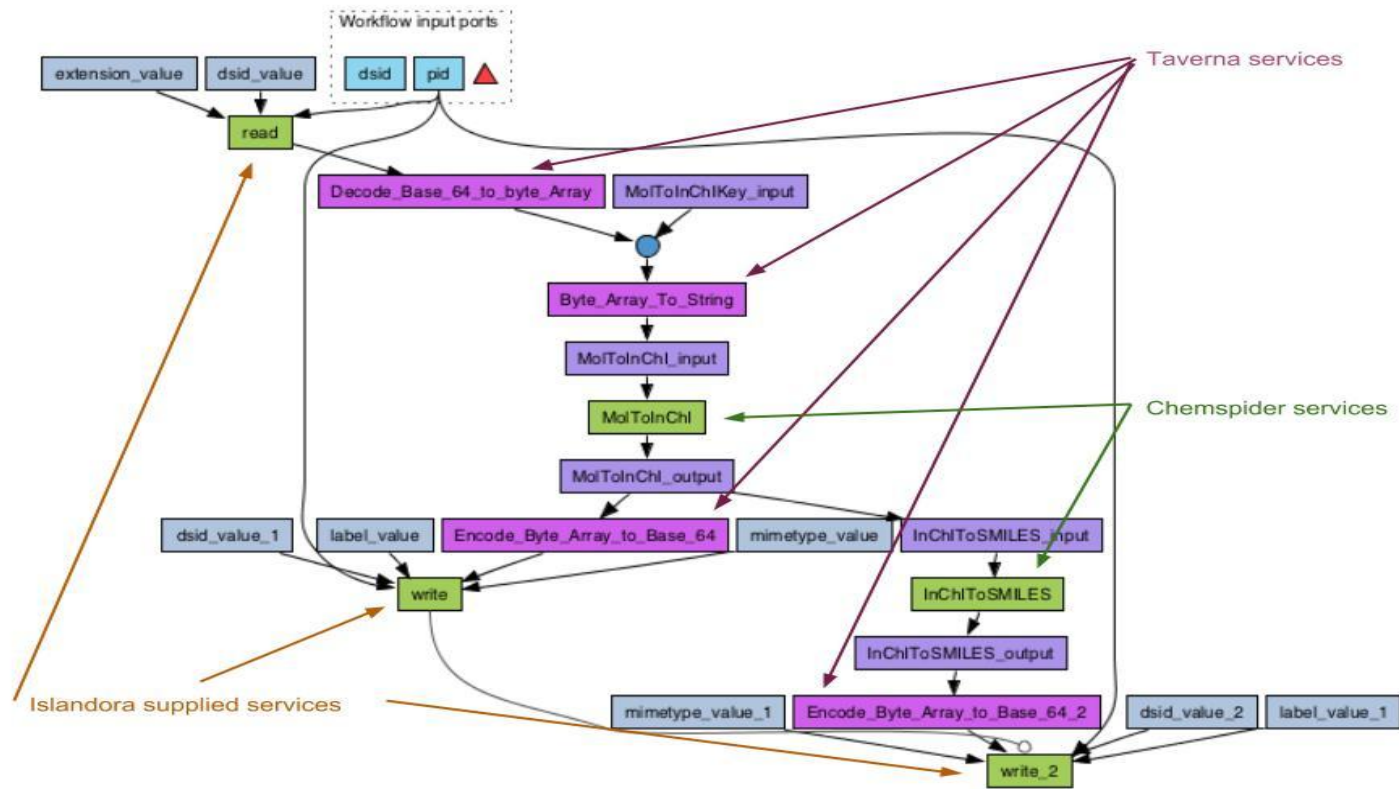 Workflow input ports
Taverna services
extension_value
dsid_value
dsid
pid
read
Decode_Base_64_to_byte_Array
MolToInChIKey_input
Byte_Array_To_String
MolToInChI_input
MolToInChI
Chemspider services
MolToInChI_output
dsid_value_1
label_value
Encode_Byte_Array_to_Base_64
mimetype_value
InChIToSMILES_input
write
InChIToSMILES
InChIToSMILES_output
Islandora supplied services
mimetype_value_1
Encode_Byte_Array_to_Base_64_2
dsid_value_2
label_value_1
write_2